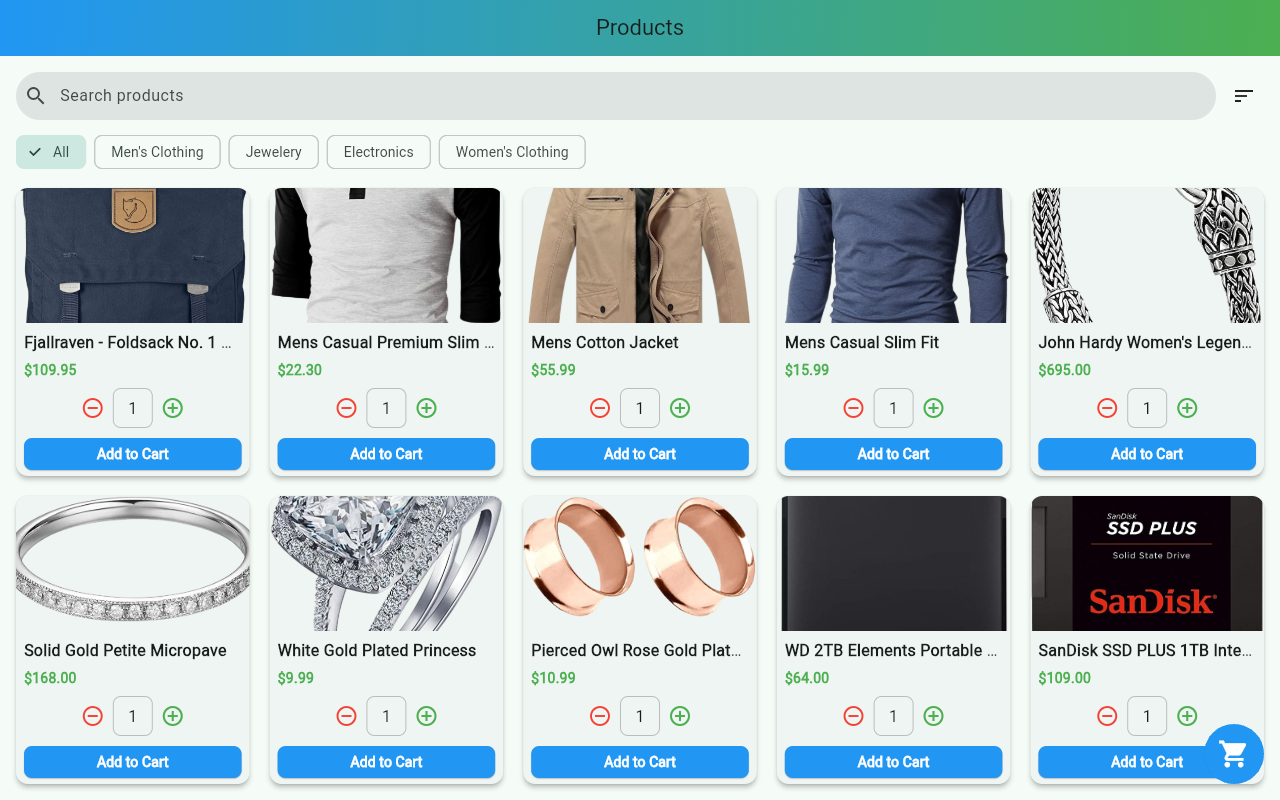 Products
Search products
All
Men's Clothing
Jewelery
Electronics
Women's Clothing
Fjallraven - Foldsack No. 1 ...
$109.95
1
Add to Cart
Mens Casual Premium Slim ...
$22.30
1
Add to Cart
Mens Cotton Jacket
$55.99
1
Add to Cart
Mens Casual Slim Fit
$15.99
1
Add to Cart
John Hardy Women's Legen...
$695.00
1
Add to Cart
Solid Gold Petite Micropave
$168.00
1
Add to Cart
White Gold Plated Princess
$9.99
1
Add to Cart
Pierced Owl Rose Gold Plat...
$10.99
1
Add to Cart
WD 2TB Elements Portable ...
$64.00
1
Add to Cart
SanDisk
SSD PLUS
Solid State Drive
SanDisk
SanDisk SSD PLUS 1TB Inte...
$109.00
1
Add to Cart